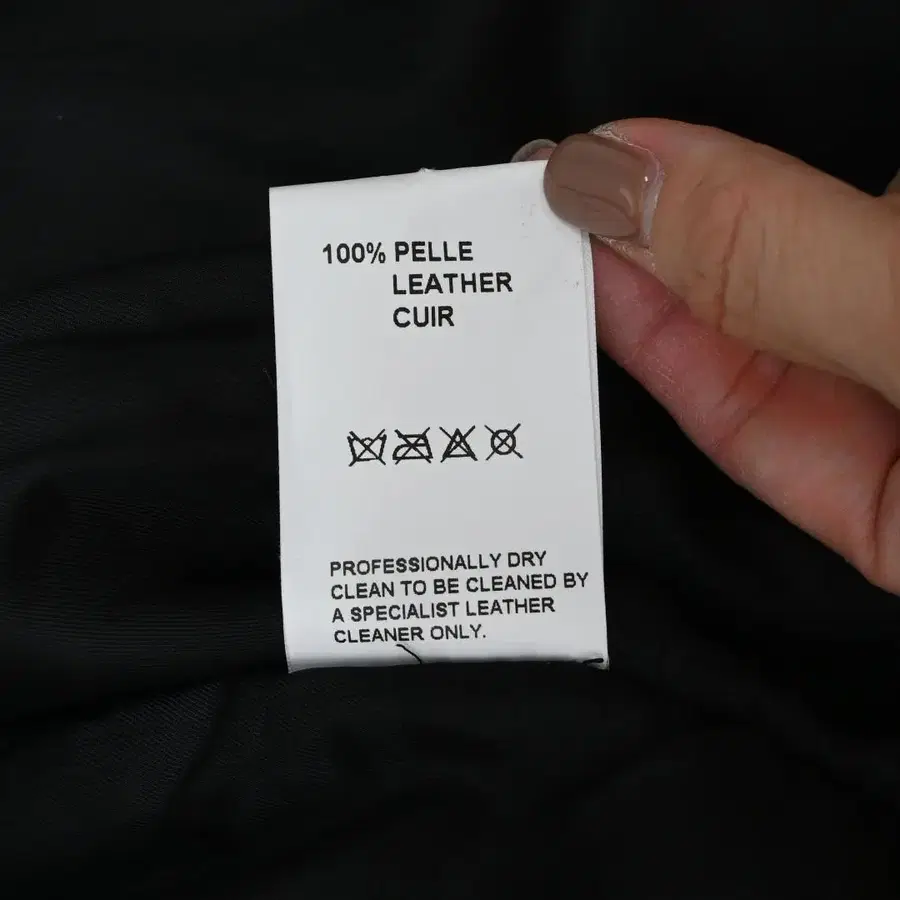 100% PELLE
LEATHER
CUIR
PROFESSIONALLY DRY
CLEAN TO BE CLEANED BY
A SPECIALIST LEATHER
CLEANER ONLY.